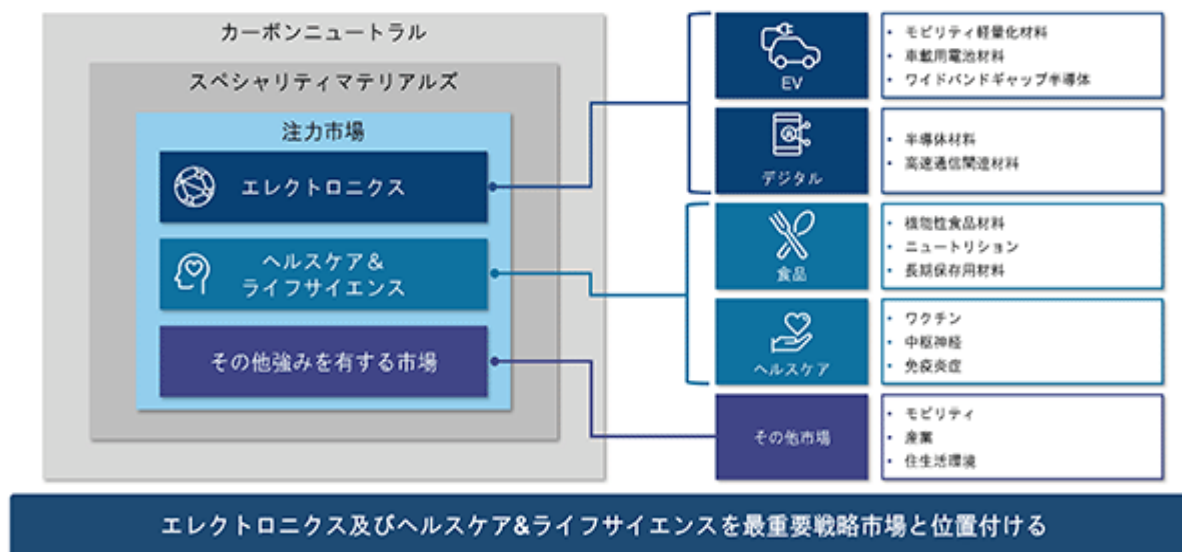 カーボンニュートラル
スペシャリティマテリアルズ
注力市場
エレクトロニクス
ヘルスケア＆
ライフサイエンス
その他強みを有する市場
EV
• モビリティ軽量化材料
• 車載用電池材料
• ワイドバンドギャップ半導体
デジタル
• 半導体材料
• 高速通信関連材料
食品
• 機能性食品材料
• ニュートリション
• 長期保存用材料
ヘルスケア
• ワクチン
• 中枢神経
• 免疫炎症
その他市場
• モビリティ
• 産業
• 住生活環境
エレクトロニクス及びヘルスケア&ライフサイエンスを最重要戦略市場と位置付ける